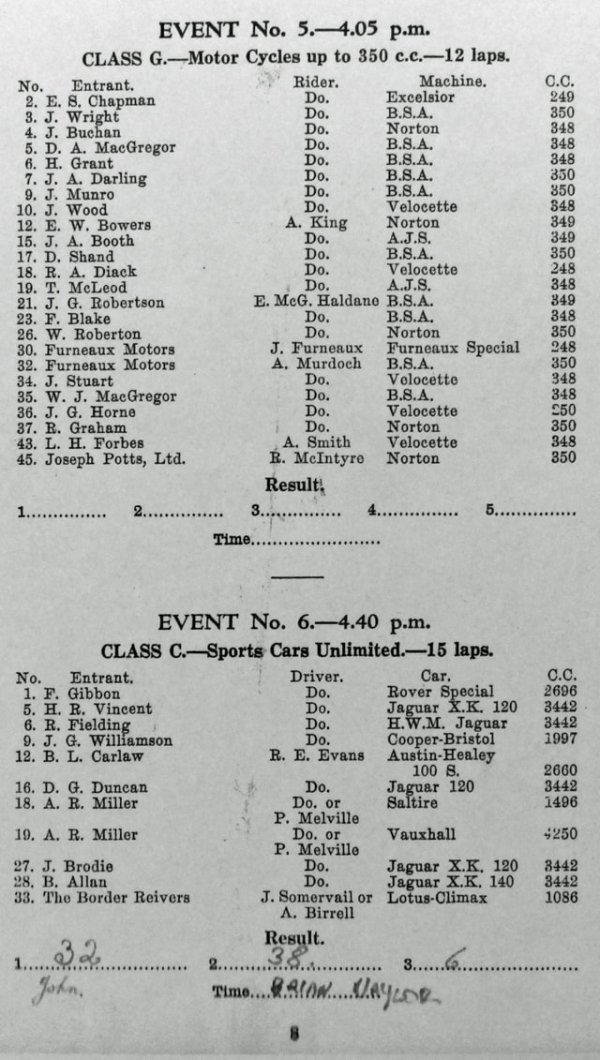 EVENT No. 5.—4.05 p.m.
CLASS G.—Motor Cycles up to 350 c.c.—12 laps.
No. Entrant. Rider. Machine. C.C.
2. E. S. Chapman Do. Excelsior 249
3. J. Wright Do. B.S.A. 350
4. J. Buchan Do. Norton 348
5. D. A. MacGregor Do. B.S.A. 348
6. H. Grant Do. B.S.A. 348
7. J. A. Darling Do. B.S.A. 350
9. J. Munro Do. B.S.A. 350
10. J. Wood Do. Velocette 348
12. E. W. Bowers A. King Norton 349
15. J. A. Booth Do. A.J.S. 349
17. D. Shand Do. B.S.A. 350
18. R. A. Diack Do. Velocette 248
19. T. McLeod Do. A.J.S. 348
21. J. G. Robertson E. McG. Haldane B.S.A. 349
23. F. Blake Do. B.S.A. 348
26. W. Roberton Do. Norton 350
30. Furneaux Motors J. Furneaux Furneaux Special 248
32. Furneaux Motors A. Murdoch B.S.A. 350
34. J. Stuart Do. Velocette 348
35. W. J. MacGregor Do. B.S.A. 348
36. J. G. Horne Do. Velocette 250
37. R. Graham Do. Norton 350
43. L. H. Forbes A. Smith Velocette 348
45. Joseph Potts, Ltd. R. McIntyre Norton 350
Result.
1............... 2............... 3............... 4............... 5...............
Time........................
EVENT No. 6.—4.40 p.m.
CLASS C.—Sports Cars Unlimited.—15 laps.
No. Entrant. Driver. Car. C.C.
1. F. Gibbon Do. Rover Special 2696
5. H. R. Vincent Do. Jaguar X.K. 120 3442
6. R. Fielding Do. H.W.M. Jaguar 3442
9. J. G. Williamson Do. Cooper-Bristol 1997
12. B. L. Carlaw R. E. Evans Austin-Healey
100 S. 2660
16. D. G. Duncan Do. Jaguar 120 3442
18. A. R. Miller Do. or Saltire 1496
P. Melville
19. A. R. Miller Do. or Vauxhall 4250
P. Melville
27. J. Brodie Do. Jaguar X.K. 120 3442
28. B. Allan Do. Jaguar X.K. 140 3442
33. The Border Reivers J. Somervail or Lotus-Climax 1086
A. Birrell
Result.
1......32...... 2......38...... 3......6......
John. Time....BRIAN....NAYLOR
8